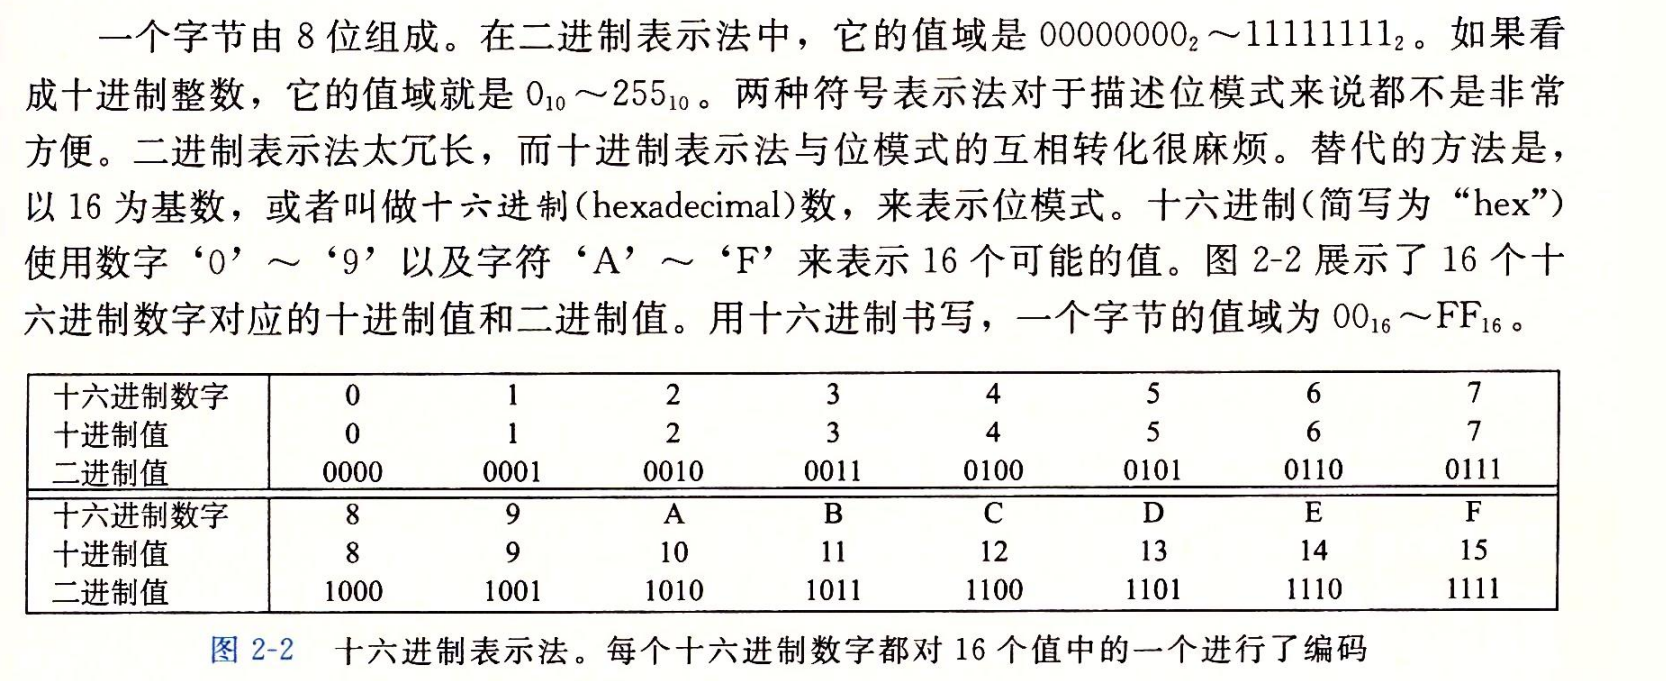 一个字节由 8 位组成。在二进制表示法中，它的值域是 00000000₂～11111111₂。如果看
成十进制整数，它的值域就是 0₁₀～255₁₀。两种符号表示法对于描述位模式来说都不是非常
方便。二进制表示法太冗长，而十进制表示法与位模式的互相转化很麻烦。替代的方法是，
以 16 为基数，或者叫做十六进制(hexadecimal)数，来表示位模式。十六进制(简写为“hex”)
使用数字‘0’～‘9’以及字符‘A’～‘F’来表示 16 个可能的值。图 2-2 展示了 16 个十
六进制数字对应的十进制值和二进制值。用十六进制书写，一个字节的值域为 00₁₆～FF₁₆。
十六进制数字 0 1 2 3 4 5 6 7
十进制值 0 1 2 3 4 5 6 7
二进制值 0000 0001 0010 0011 0100 0101 0110 0111
十六进制数字 8 9 A B C D E F
十进制值 8 9 10 11 12 13 14 15
二进制值 1000 1001 1010 1011 1100 1101 1110 1111
图 2-2 十六进制表示法。每个十六进制数字都对 16 个值中的一个进行了编码